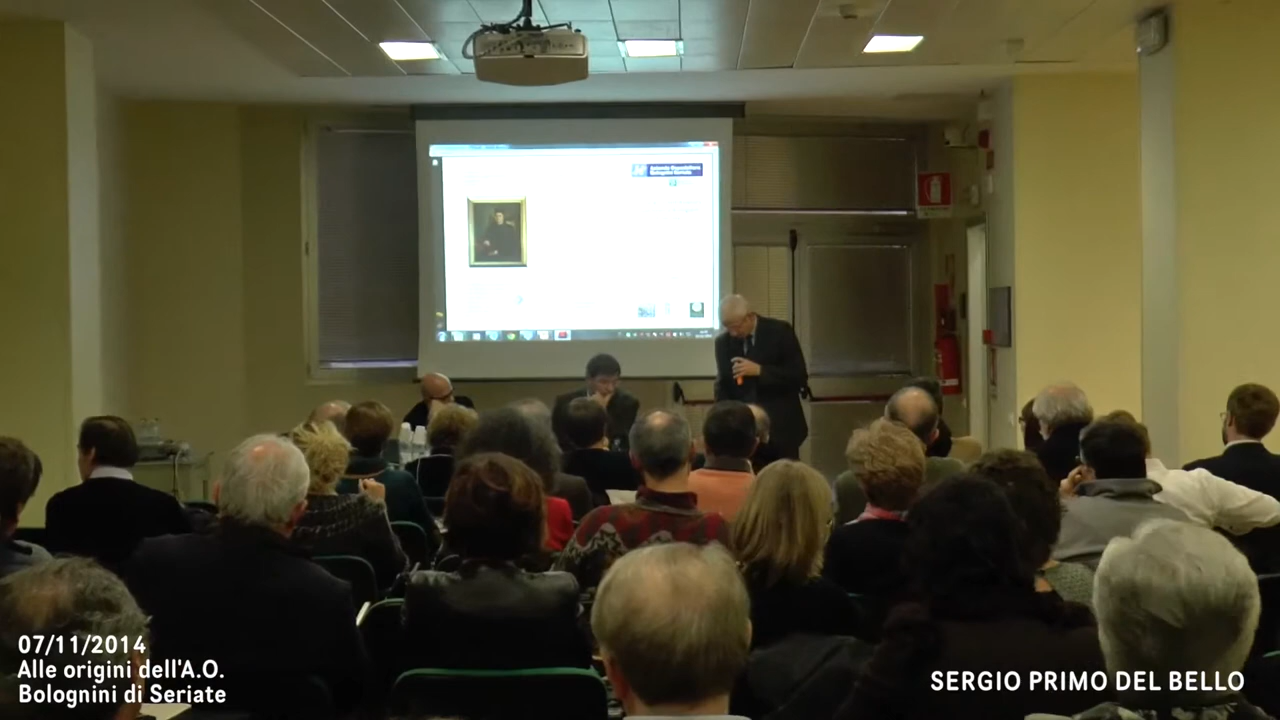 07/11/2014
Alle origini dell'A.O.
Bolognini di Seriate
SERGIO PRIMO DEL BELLO